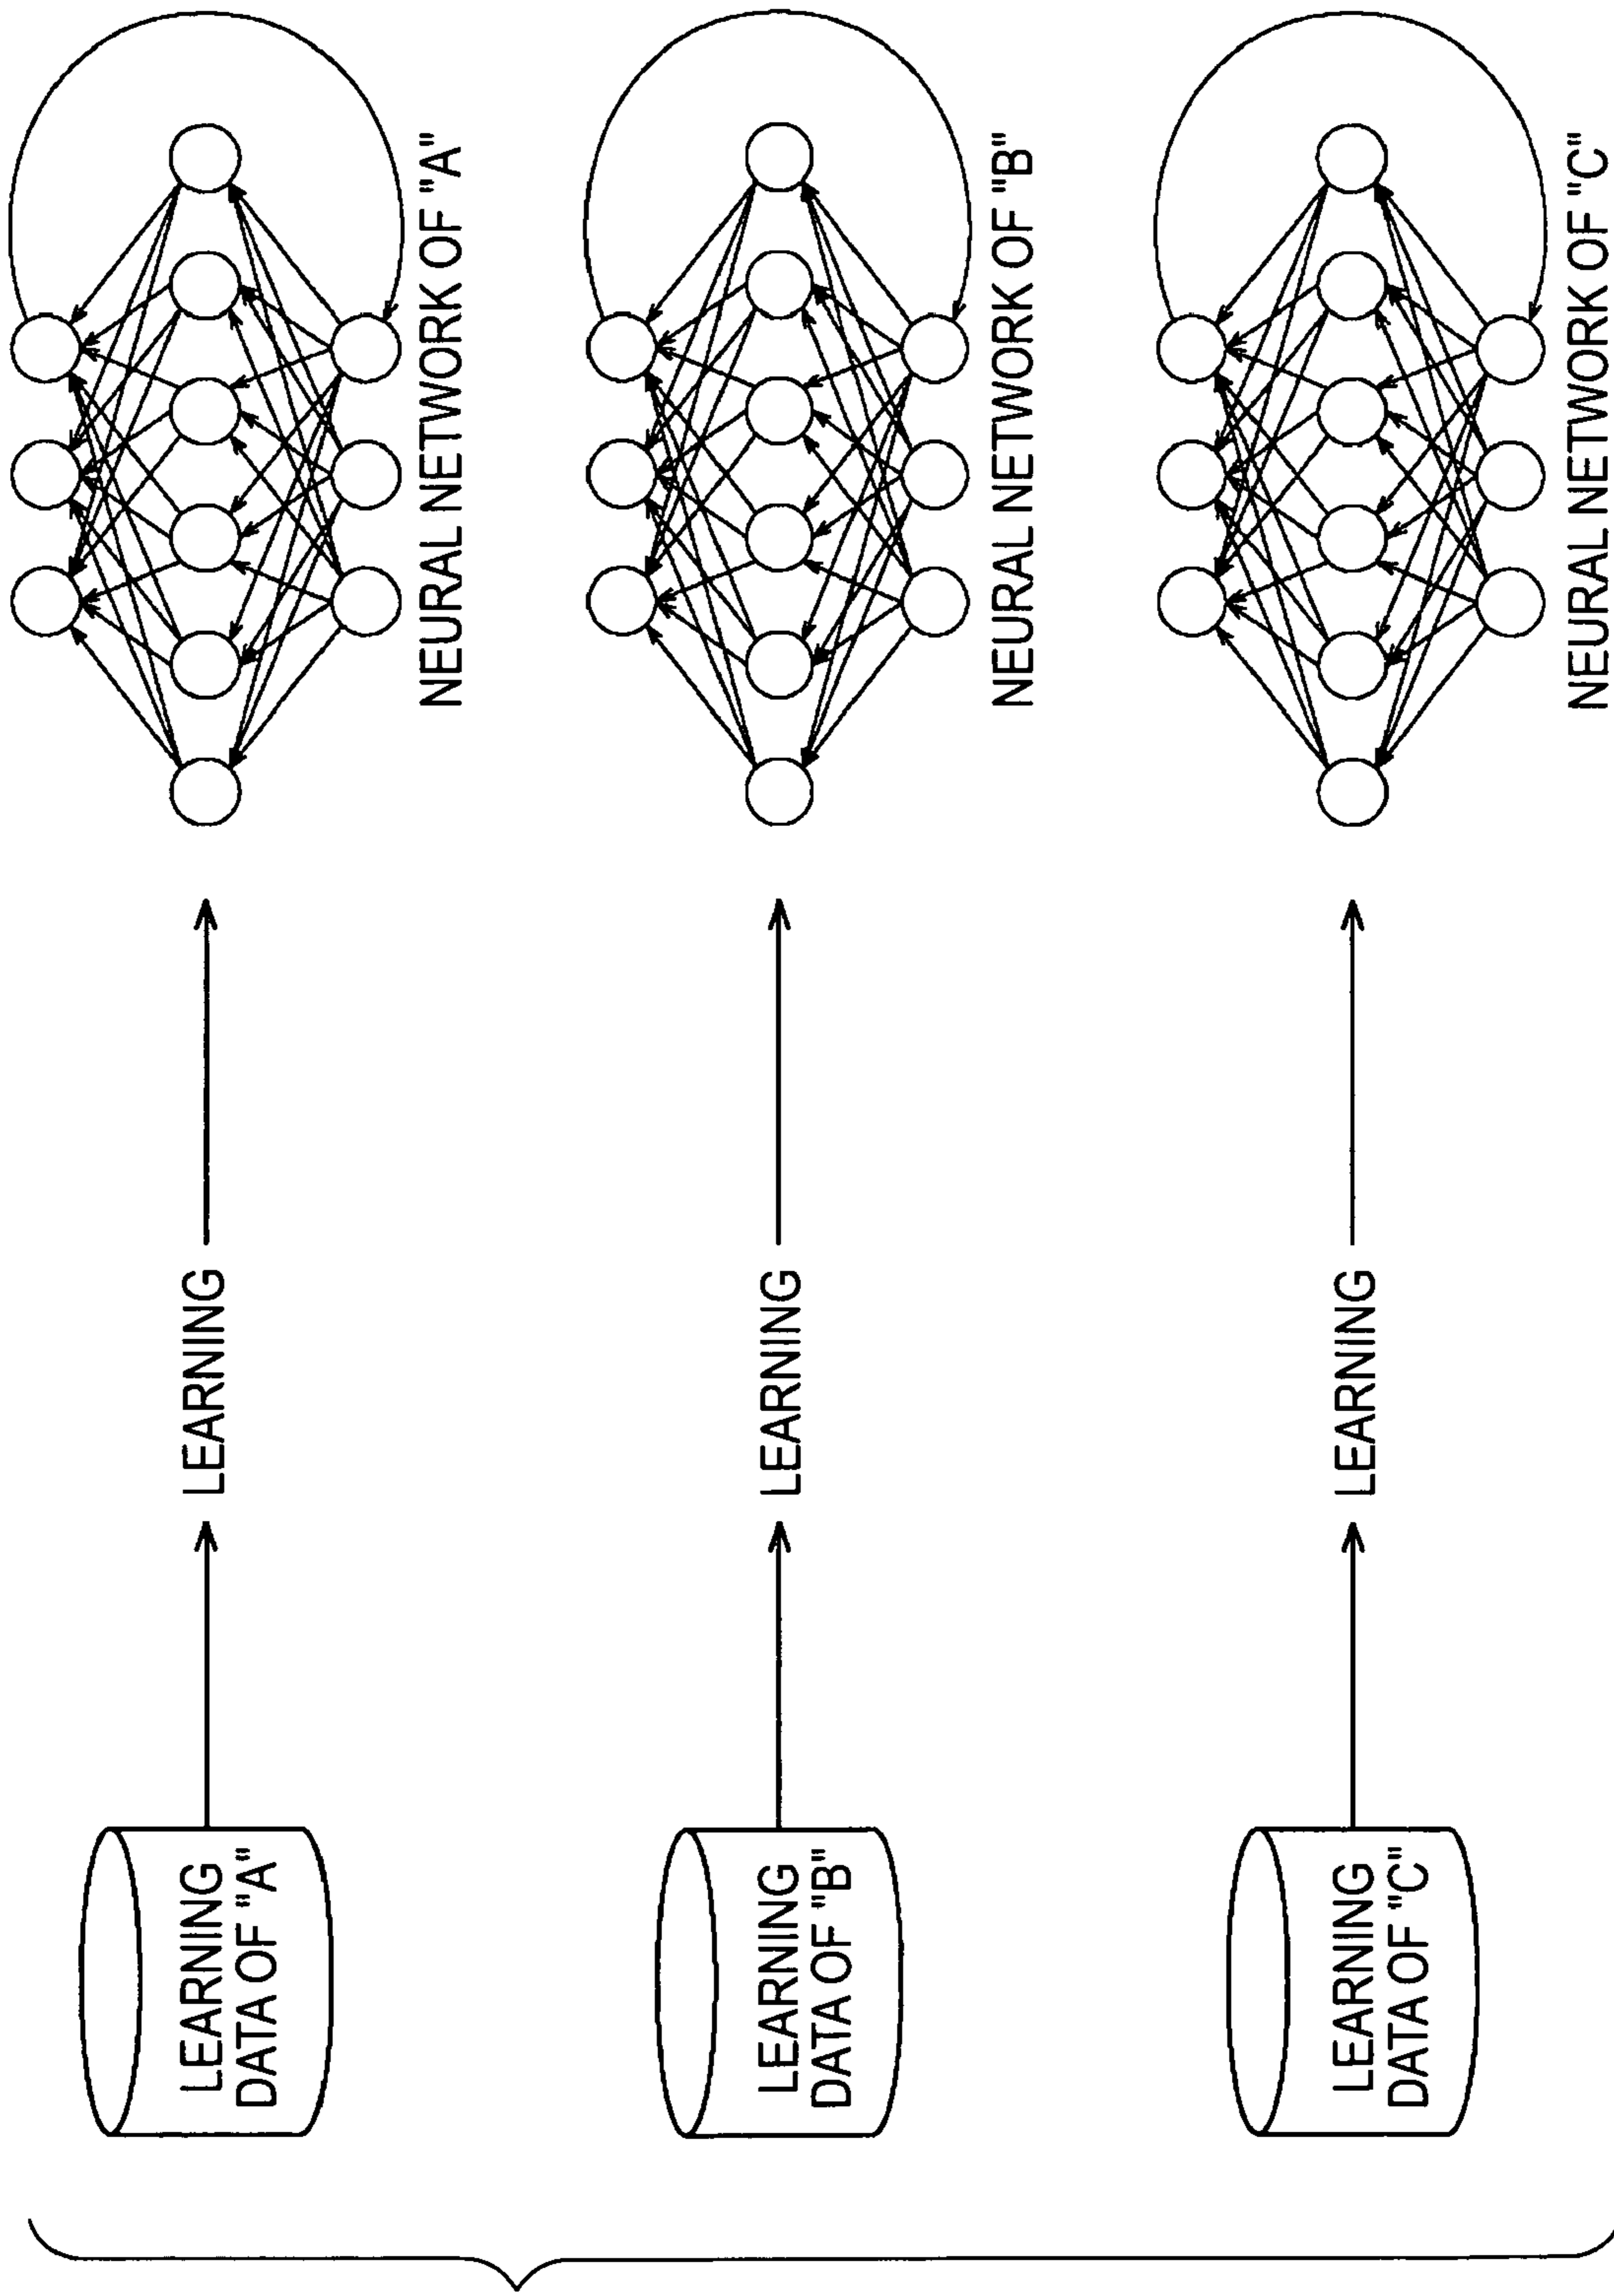 LEARNING
DATA OF "A"
LEARNING
NEURAL NETWORK OF "A"
LEARNING
DATA OF "B"
LEARNING
NEURAL NETWORK OF "B"
LEARNING
DATA OF "C"
LEARNING
NEURAL NETWORK OF "C"